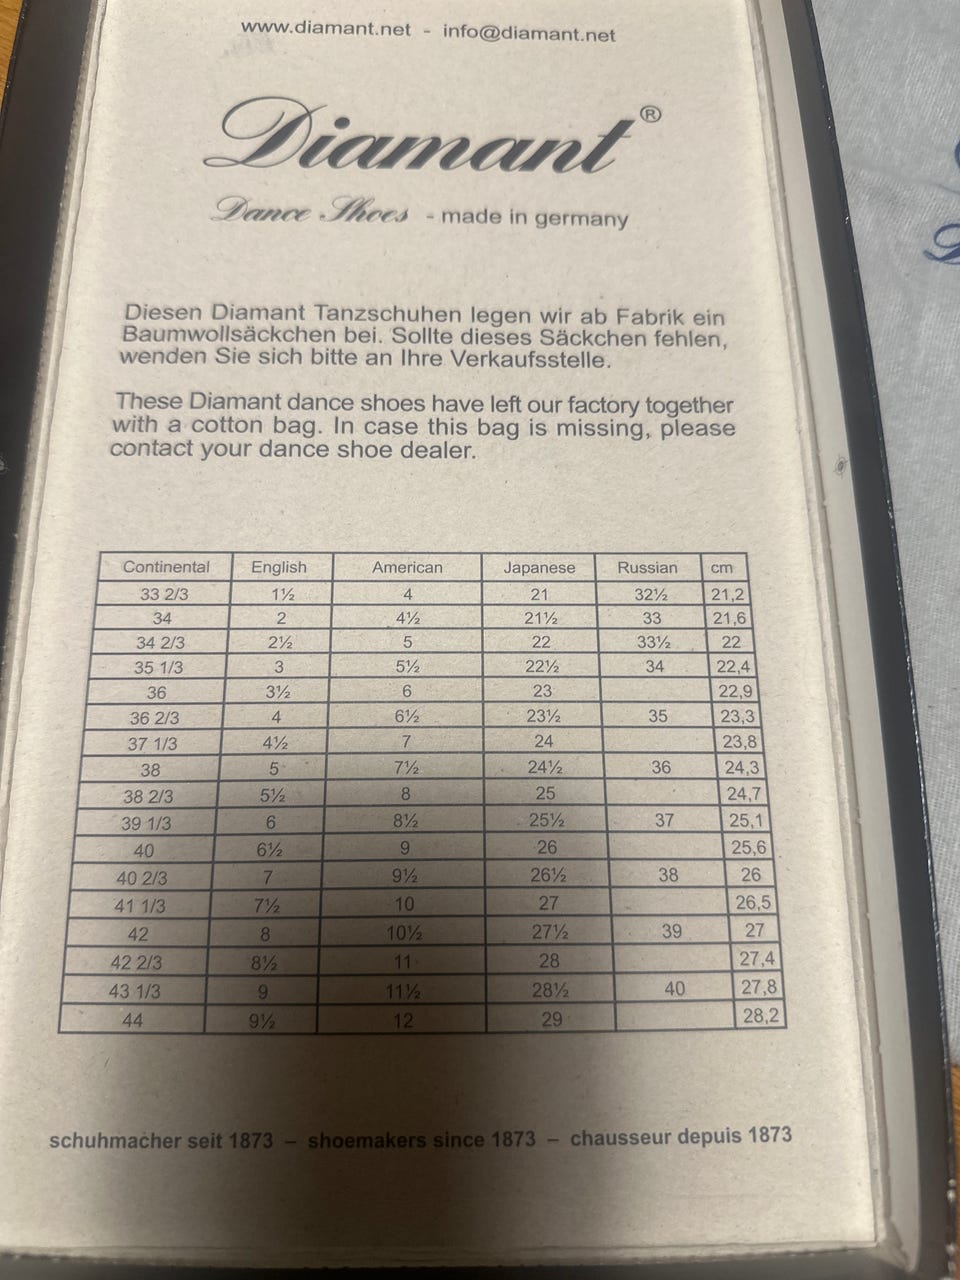 www.diamant.net - info@diamant.net
Diamant®
Dance Shoes - made in germany
Diesen Diamant Tanzschuhen legen wir ab Fabrik ein
Baumwollsäckchen bei. Sollte dieses Säckchen fehlen,
wenden Sie sich bitte an Ihre Verkaufsstelle.
These Diamant dance shoes have left our factory together
with a cotton bag. In case this bag is missing, please
contact your dance shoe dealer.
Continental English American Japanese Russian cm
33 2/3 1½ 4 21 32½ 21,2
34 2 4½ 21½ 33 21,6
34 2/3 2½ 5 22 33½ 22
35 1/3 3 5½ 22½ 34 22,4
36 3½ 6 23 22,9
36 2/3 4 6½ 23½ 35 23,3
37 1/3 4½ 7 24 23,8
38 5 7½ 24½ 36 24,3
38 2/3 5½ 8 25 24,7
39 1/3 6 8½ 25½ 37 25,1
40 6½ 9 26 25,6
40 2/3 7 9½ 26½ 38 26
41 1/3 7½ 10 27 26,5
42 8 10½ 27½ 39 27
42 2/3 8½ 11 28 27,4
43 1/3 9 11½ 28½ 40 27,8
44 9½ 12 29 28,2
schuhmacher seit 1873 – shoemakers since 1873 – chausseur depuis 1873